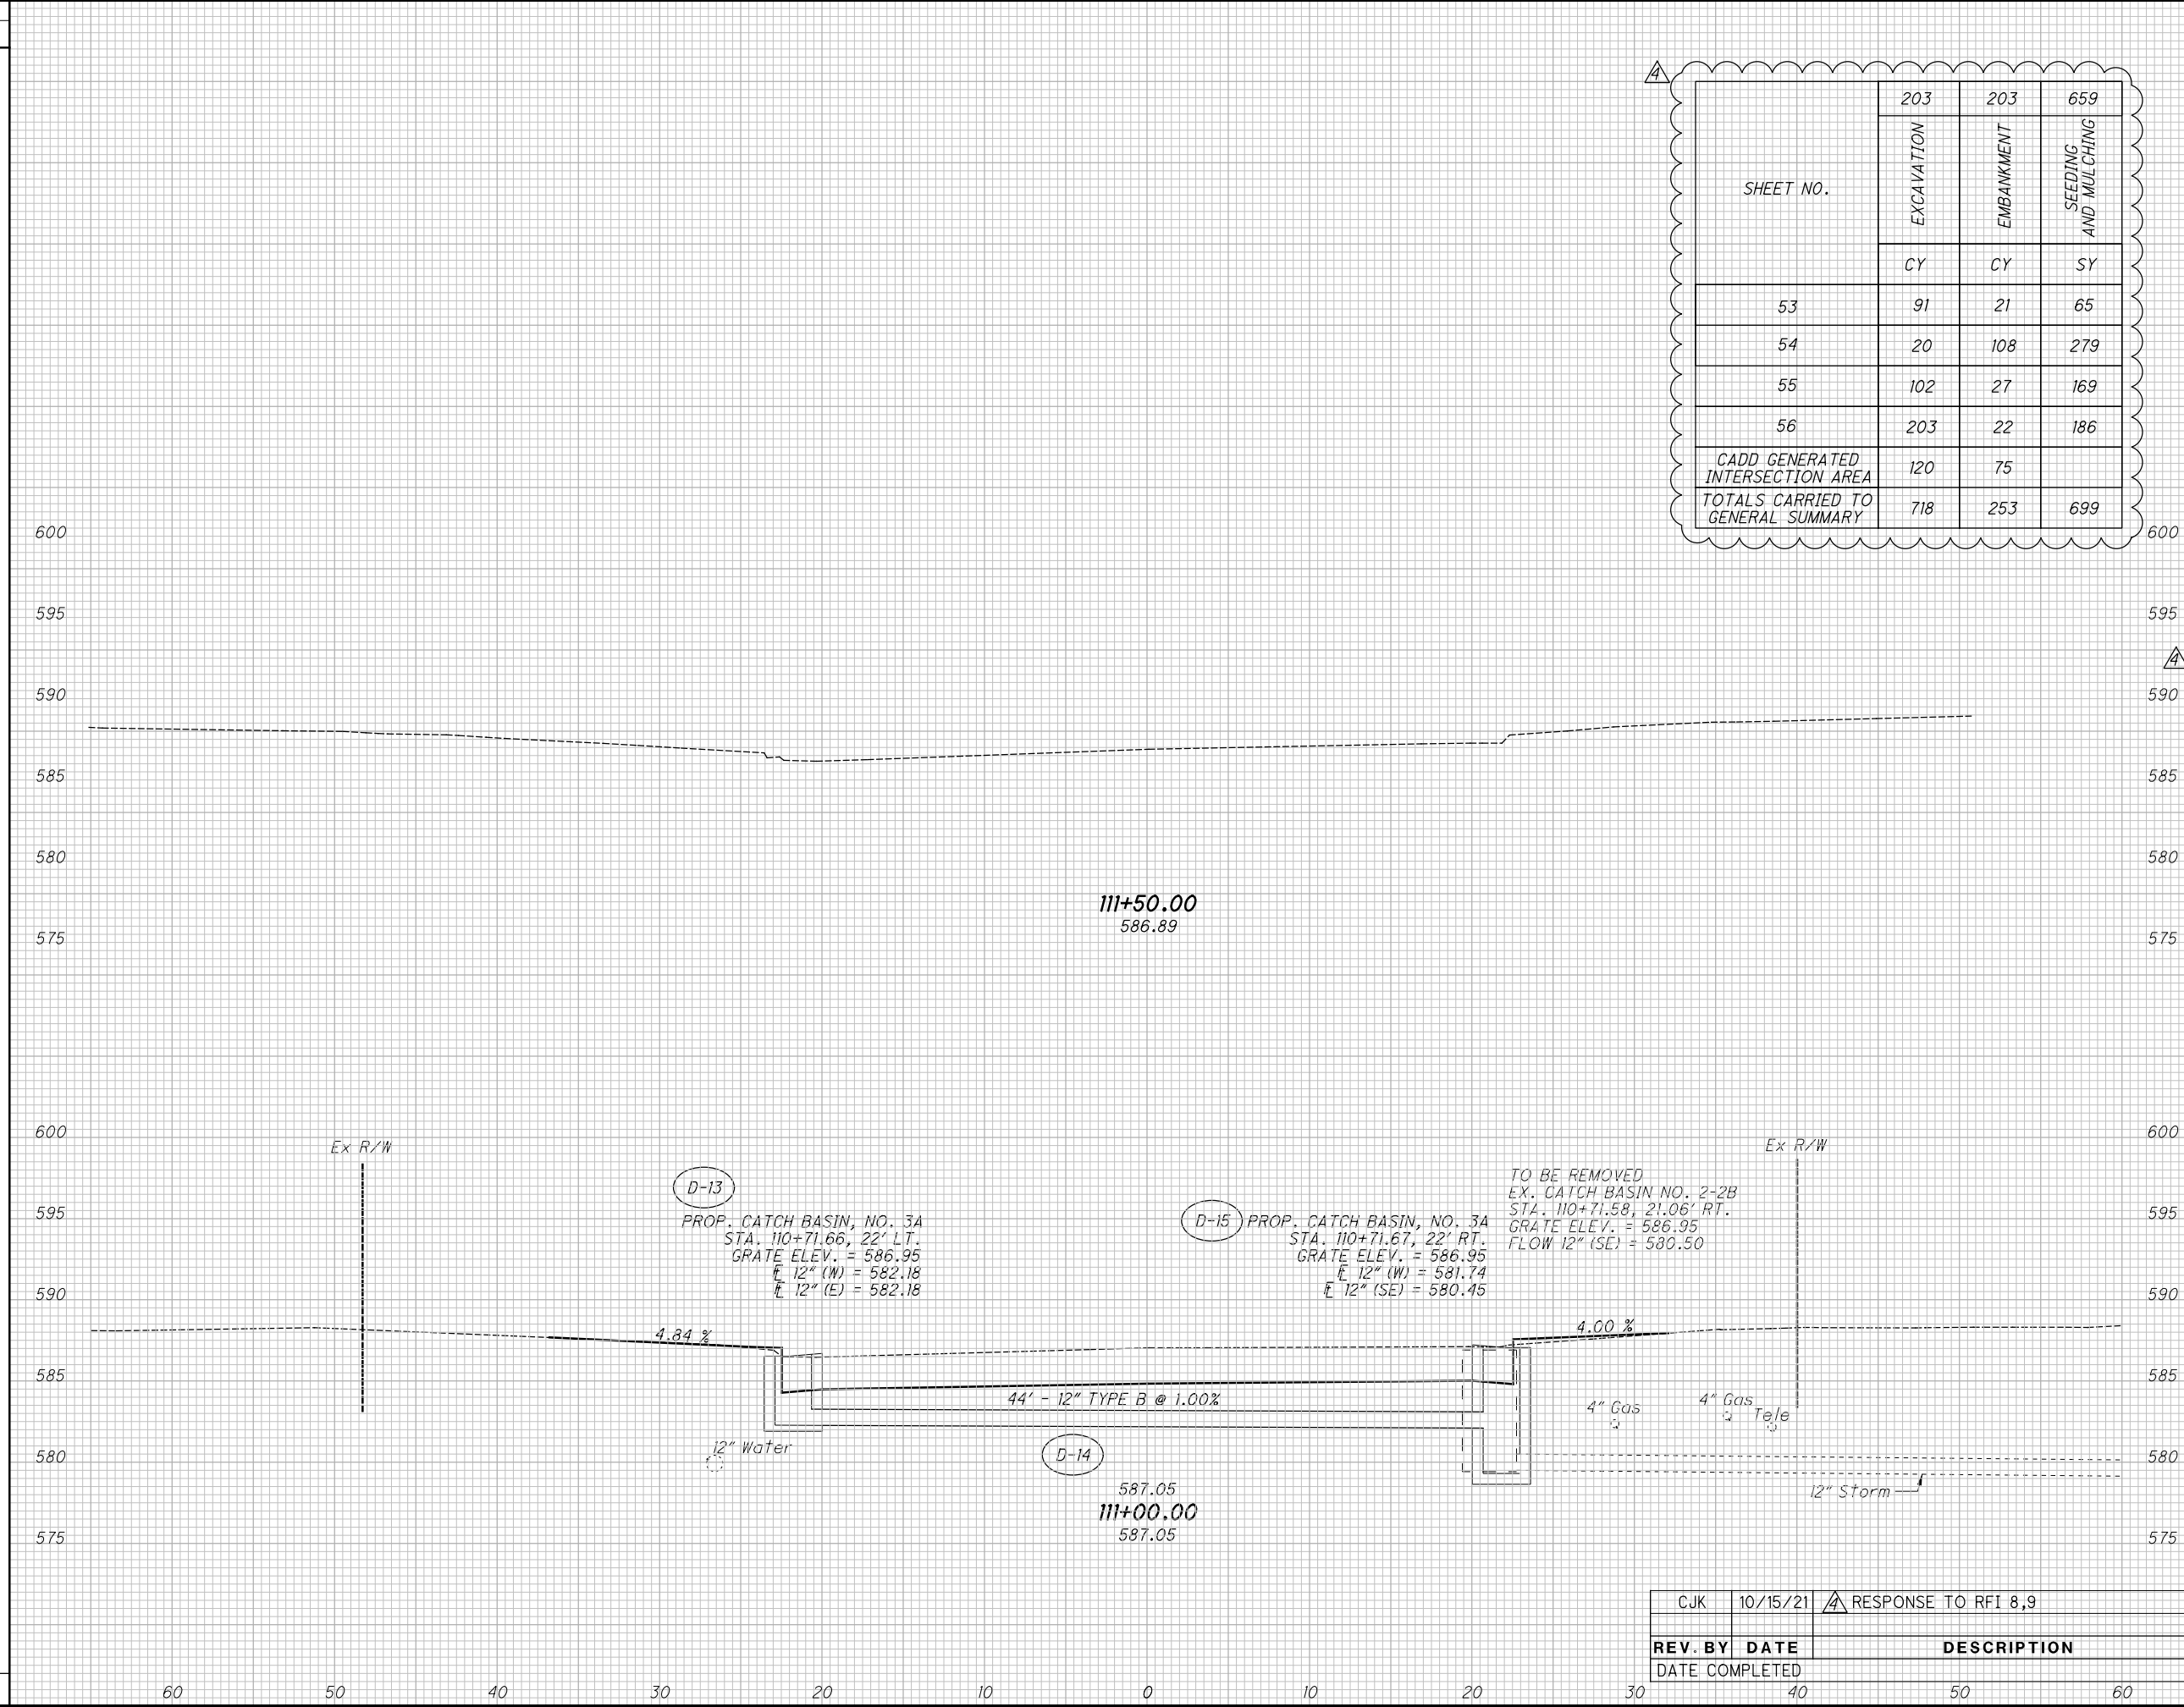 4
SHEET NO.
203 203 659
EXCAVATION
EMBANKMENT
SEEDING
AND MULCHING
CY CY SY
53 91 21 65
54 20 108 279
55 102 27 169
56 203 22 186
CADD GENERATED
INTERSECTION AREA
120 75
TOTALS CARRIED TO
GENERAL SUMMARY
718 253 699
600 600
595 595
4
590 590
585 585
580 580
111+50.00
586.89
575 575
600 600
Ex R/W
Ex R/W
D-13
PROP. CATCH BASIN, NO. 3A
STA. 110+71.66, 22' LT.
GRATE ELEV. = 586.95
℄ 12" (W) = 582.18
℄ 12" (E) = 582.18
D-15
PROP. CATCH BASIN, NO. 3A
STA. 110+71.67, 22' RT.
GRATE ELEV. = 586.95
℄ 12" (W) = 581.74
℄ 12" (SE) = 580.45
TO BE REMOVED
EX. CATCH BASIN NO. 2-2B
STA. 110+71.58, 21.06' RT.
GRATE ELEV. = 586.95
FLOW 12" (SE) = 580.50
595 595
590 590
4.84 %
4.00 %
585 585
44' - 12" TYPE B @ 1.00%
4" Gas
4" Gas
Tele
12" Water
D-14
580 580
12" Storm
587.05
111+00.00
587.05
575 575
CJK 10/15/21 4 RESPONSE TO RFI 8,9
REV. BY DATE DESCRIPTION
DATE COMPLETED
60 50 40 30 20 10 0 10 20 30 40 50 60